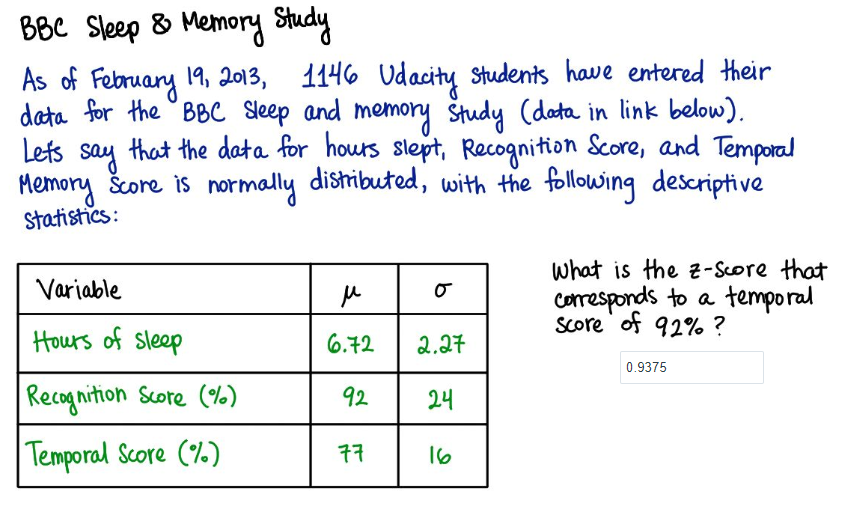 BBC Sleep & Memory Study
As of February 19, 2013, 1146 Udacity students have entered their
data for the BBC Sleep and memory Study (data in link below).
Lets say that the data for hours slept, Recognition Score, and Temporal
Memory Score is normally distributed, with the following descriptive
statistics:
Variable μ σ
Hours of Sleep 6.72 2.27
Recognition Score (%) 92 24
Temporal Score (%) 77 16
What is the z-score that
corresponds to a temporal
score of 92%?
0.9375